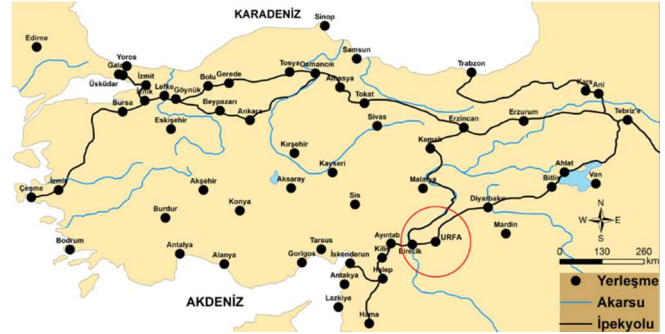 KARADENİZ
Sinop
Edirne
Yoros
Samsun
Trabzon
Üsküdar
İzmit
Tosya
Osmancık
Bolu
Gerede
Lefke
Göynük
İznik
Amasya
Kars
Ani
Bursa
Beypazarı
Ankara
Tokat
Erzincan
Erzurum
Tebriz'e
Eskişehir
Sivas
Kemah
Kırşehir
Kayseri
Ahlat
Bitlis
Van
İzmir
Çeşme
Akşehir
Aksaray
Malatya
Diyarbakır
Konya
Sis
Burdur
Mardin
N
W E
S
Ayıntab
URFA
Birecik
Kilis
Bodrum
Antalya
Alanya
Tarsus
Gorigos
İskenderun
Antakya
Halep
0 130 260
km
Lazkiye
Hama
AKDENİZ
Yerleşme
Akarsu
İpekyolu